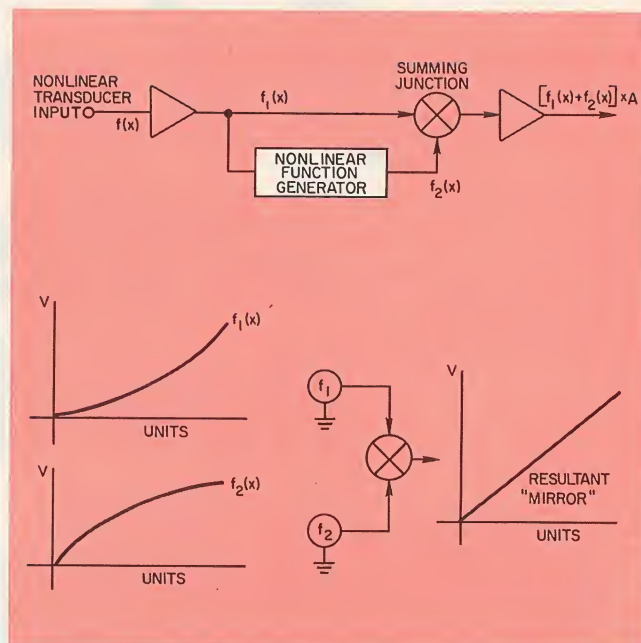 NONLINEAR
TRANSDUCER
INPUT
f(x)
f₁(x)
SUMMING
JUNCTION
[f₁(x)+f₂(x)] xA
NONLINEAR
FUNCTION
GENERATOR
f₂(x)
V
f₁(x)
UNITS
f₂(x)
UNITS
f₁
f₂
V
RESULTANT
"MIRROR"
UNITS